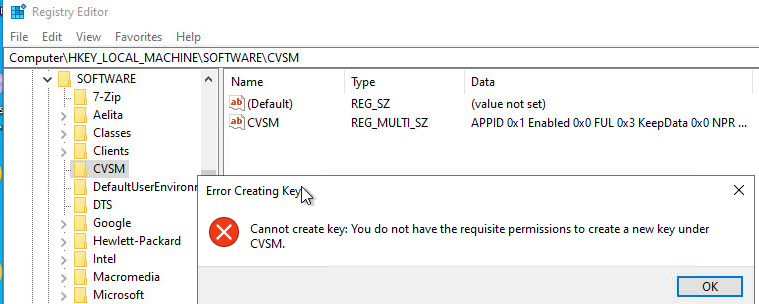 Registry Editor
File Edit View Favorites Help
Computer\HKEY_LOCAL_MACHINE\SOFTWARE\CVSM
SOFTWARE
7-Zip
Aelita
Classes
Clients
CVSM
DefaultUserEnvironm
DTS
Google
Hewlett-Packard
Intel
Macromedia
Microsoft
Name Type Data
(Default) REG_SZ (value not set)
CVSM REG_MULTI_SZ APPID 0x1 Enabled 0x0 FUL 0x3 KeepData 0x0 NPR ...
Error Creating Key
Cannot create key: You do not have the requisite permissions to create a new key under
CVSM.
OK